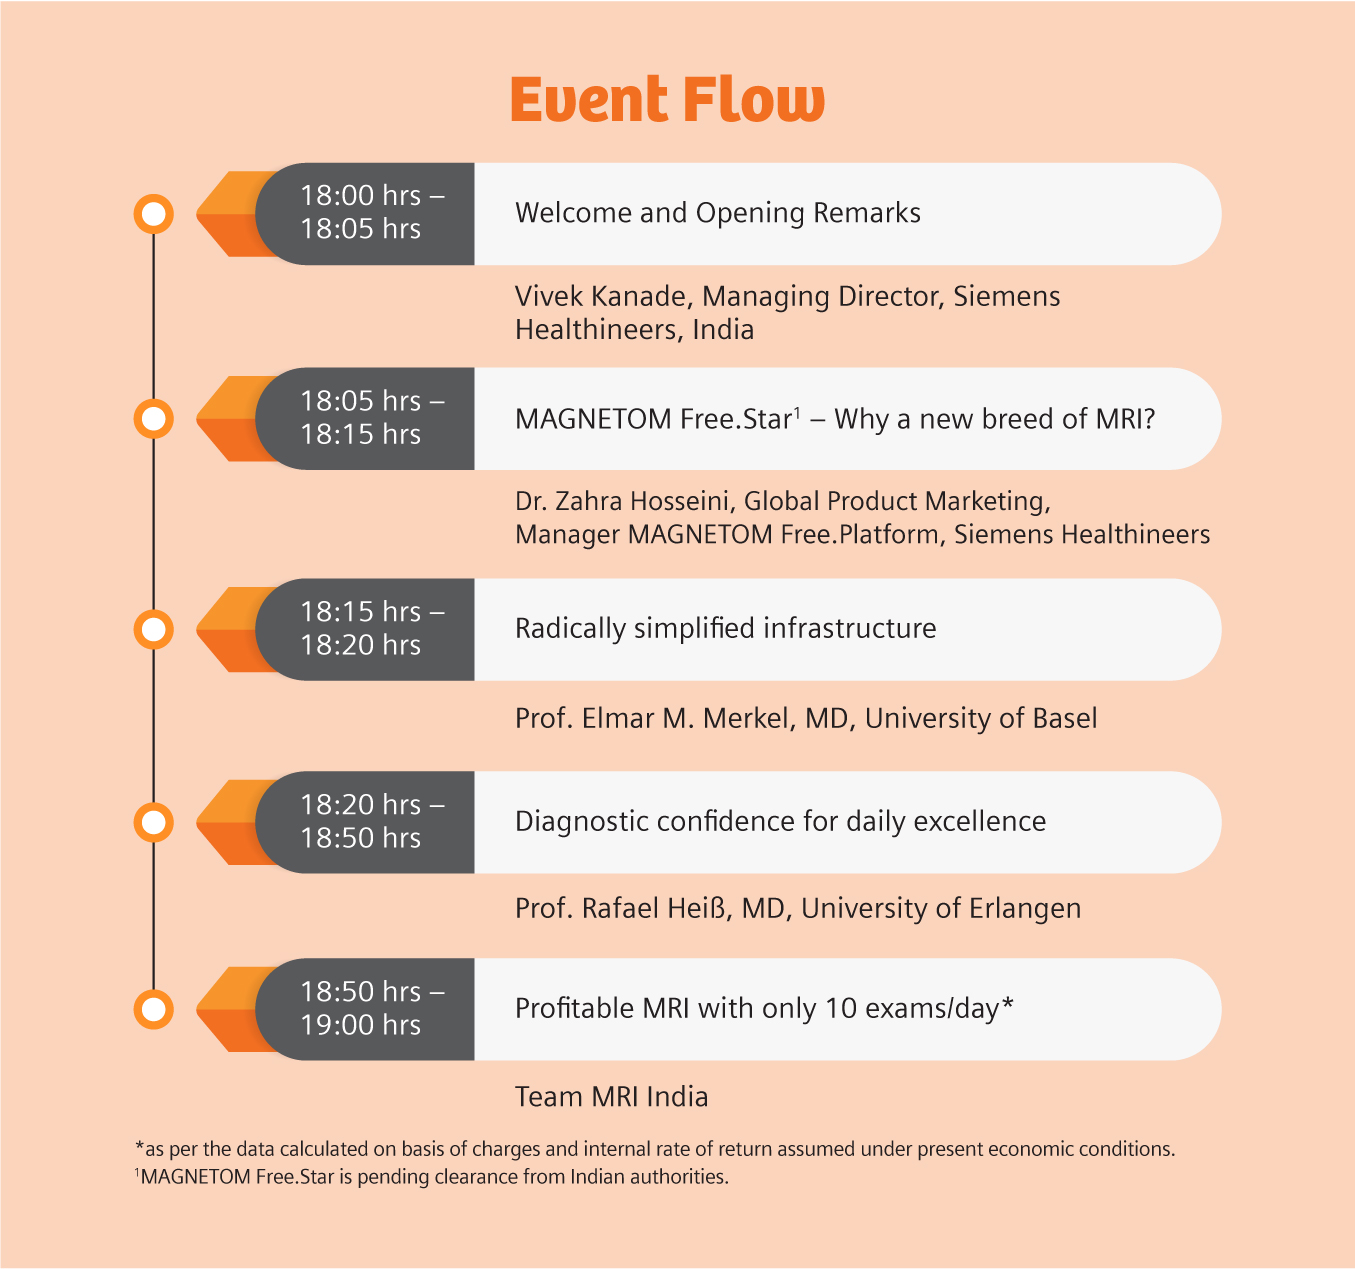 Event Flow
18:00 hrs –
18:05 hrs
Welcome and Opening Remarks
Vivek Kanade, Managing Director, Siemens
Healthineers, India
18:05 hrs –
18:15 hrs
MAGNETOM Free.Star¹ – Why a new breed of MRI?
Dr. Zahra Hosseini, Global Product Marketing,
Manager MAGNETOM Free.Platform, Siemens Healthineers
18:15 hrs –
18:20 hrs
Radically simplified infrastructure
Prof. Elmar M. Merkel, MD, University of Basel
18:20 hrs –
18:50 hrs
Diagnostic confidence for daily excellence
Prof. Rafael Heiß, MD, University of Erlangen
18:50 hrs –
19:00 hrs
Profitable MRI with only 10 exams/day*
Team MRI India
*as per the data calculated on basis of charges and internal rate of return assumed under present economic conditions.
¹MAGNETOM Free.Star is pending clearance from Indian authorities.